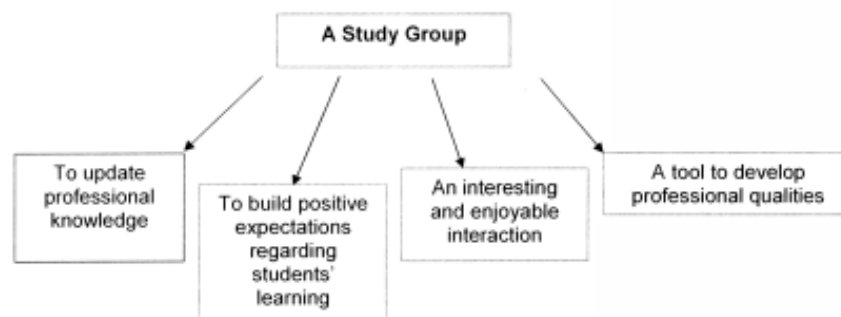 A Study Group
To update
professional
knowledge
To build positive
expectations
regarding
students'
learning
An interesting
and enjoyable
interaction
A tool to develop
professional qualities